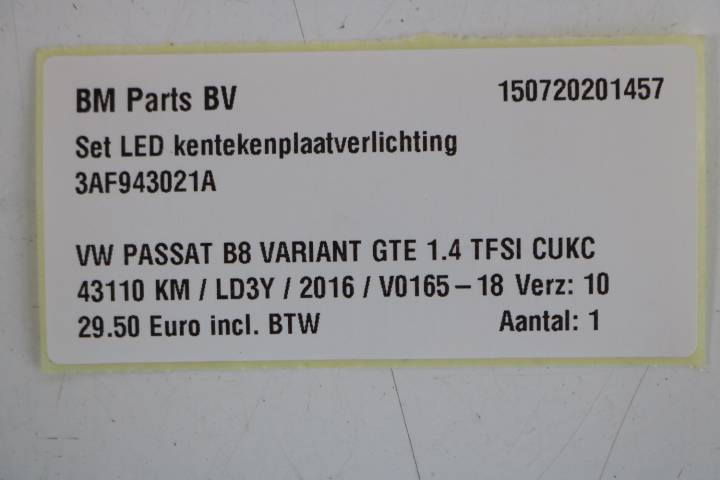 BM Parts BV 150720201457
Set LED kentekenplaatverlichting
3AF943021A
VW PASSAT B8 VARIANT GTE 1.4 TFSI CUKC
43110 KM / LD3Y / 2016 / V0165-18 Verz: 10
29.50 Euro incl. BTW Aantal: 1